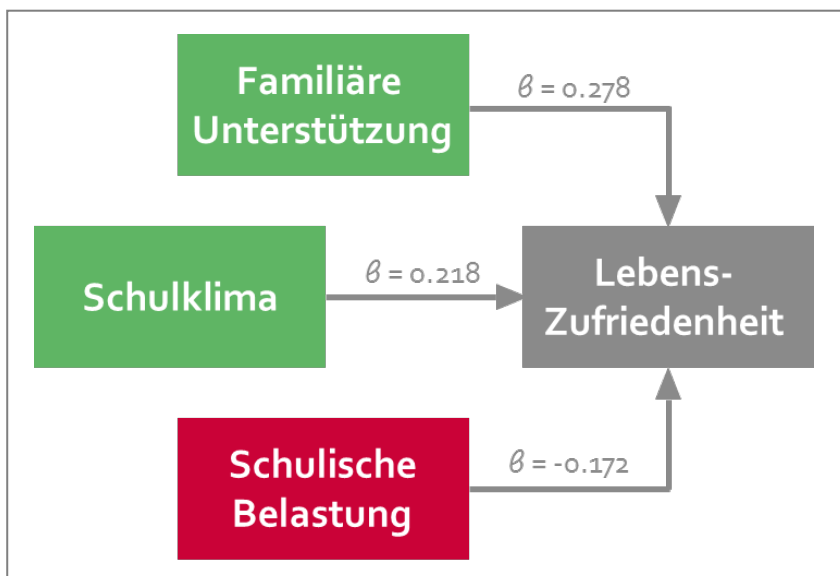 Familiäre
Unterstützung
β = 0.278
Schulklima
β = 0.218
Lebens-
Zufriedenheit
Schulische
Belastung
β = -0.172